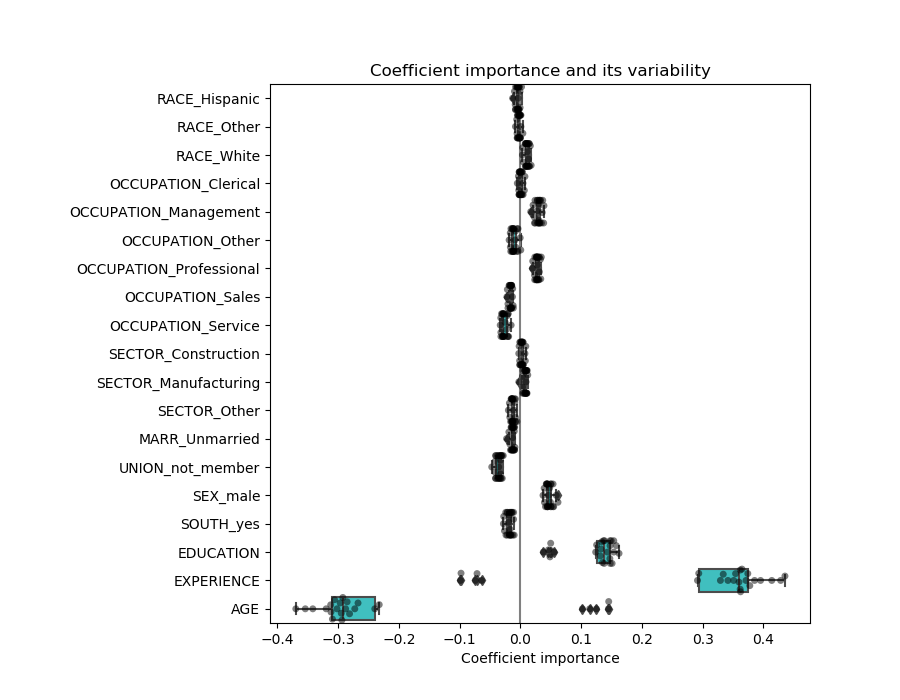 Coefficient importance and its variability
RACE_Hispanic
RACE_Other
RACE_White
OCCUPATION_Clerical
OCCUPATION_Management
OCCUPATION_Other
OCCUPATION_Professional
OCCUPATION_Sales
OCCUPATION_Service
SECTOR_Construction
SECTOR_Manufacturing
SECTOR_Other
MARR_Unmarried
UNION_not_member
SEX_male
SOUTH_yes
EDUCATION
EXPERIENCE
AGE
−0.4 −0.3 −0.2 −0.1 0.0 0.1 0.2 0.3 0.4
Coefficient importance